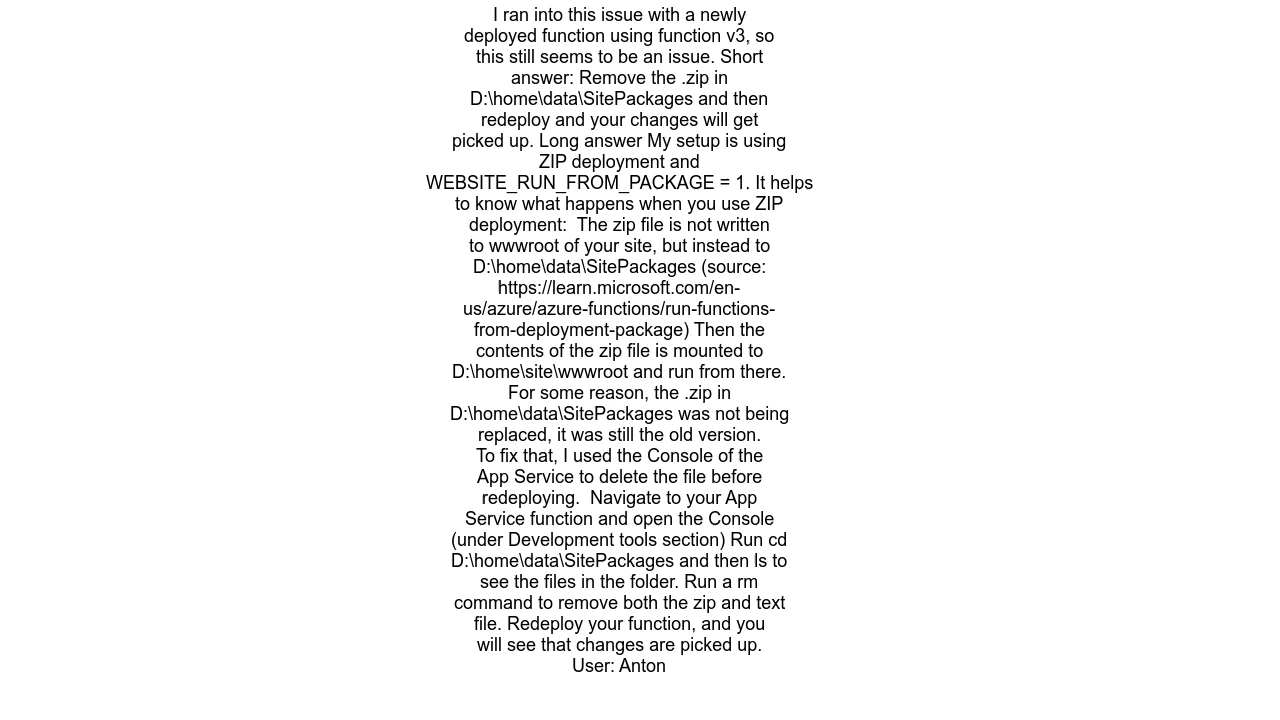 I ran into this issue with a newly
deployed function using function v3, so
this still seems to be an issue. Short
answer: Remove the .zip in
D:\home\data\SitePackages and then
redeploy and your changes will get
picked up. Long answer My setup is using
ZIP deployment and
WEBSITE_RUN_FROM_PACKAGE = 1. It helps
to know what happens when you use ZIP
deployment:  The zip file is not written
to wwwroot of your site, but instead to
D:\home\data\SitePackages (source:
https://learn.microsoft.com/en-
us/azure/azure-functions/run-functions-
from-deployment-package) Then the
contents of the zip file is mounted to
D:\home\site\wwwroot and run from there.
For some reason, the .zip in
D:\home\data\SitePackages was not being
replaced, it was still the old version.
To fix that, I used the Console of the
App Service to delete the file before
redeploying.  Navigate to your App
Service function and open the Console
(under Development tools section) Run cd
D:\home\data\SitePackages and then ls to
see the files in the folder. Run a rm
command to remove both the zip and text
file. Redeploy your function, and you
will see that changes are picked up.
User: Anton